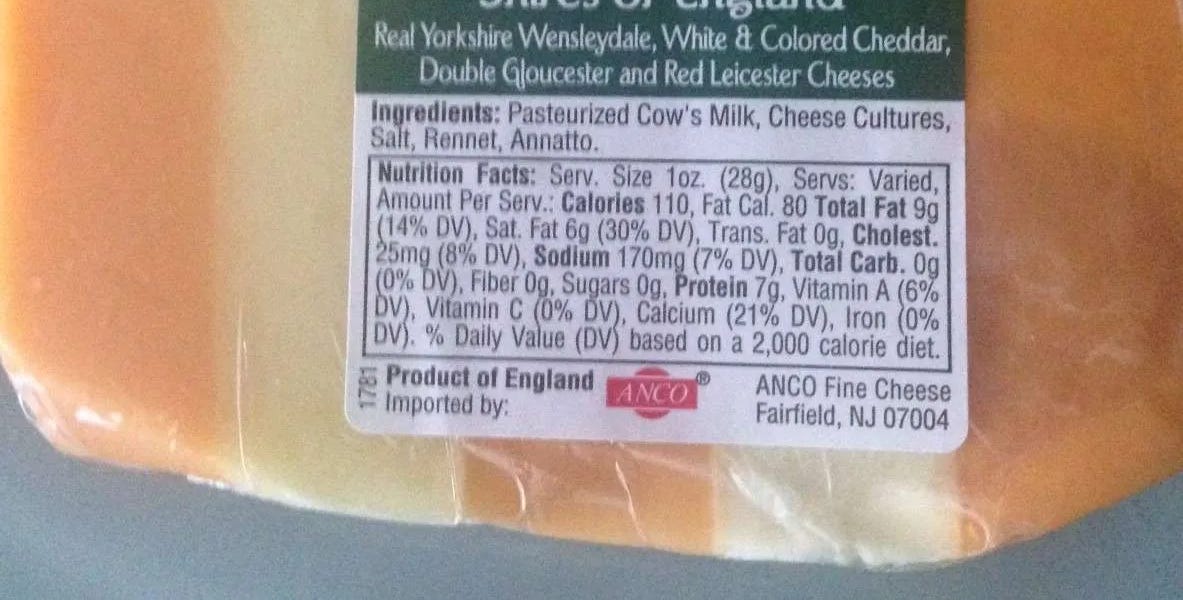 Shires of England
Real Yorkshire Wensleydale, White & Colored Cheddar,
Double Gloucester and Red Leicester Cheeses
Ingredients: Pasteurized Cow's Milk, Cheese Cultures,
Salt, Rennet, Annatto.
Nutrition Facts: Serv. Size 1oz. (28g), Servs: Varied,
Amount Per Serv.: Calories 110, Fat Cal. 80 Total Fat 9g
(14% DV), Sat. Fat 6g (30% DV), Trans. Fat 0g, Cholest.
25mg (8% DV), Sodium 170mg (7% DV), Total Carb. 0g
(0% DV), Fiber 0g, Sugars 0g, Protein 7g, Vitamin A (6%
DV), Vitamin C (0% DV), Calcium (21% DV), Iron (0%
DV). % Daily Value (DV) based on a 2,000 calorie diet.
1781
Product of England
Imported by:
ANCO®
ANCO Fine Cheese
Fairfield, NJ 07004